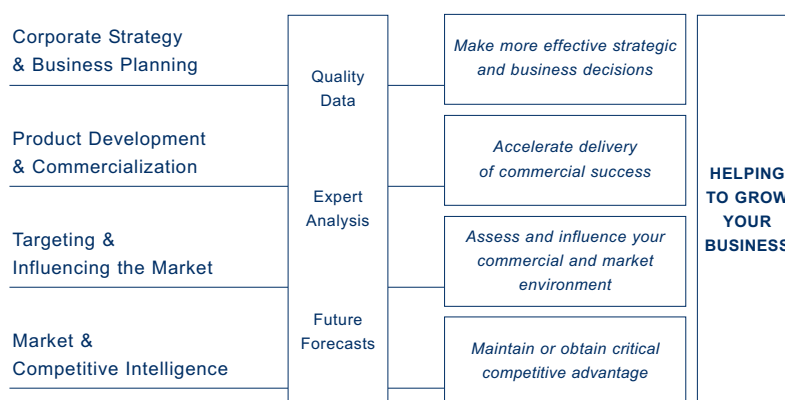 Corporate Strategy
& Business Planning
Product Development
& Commercialization
Targeting &
Influencing the Market
Market &
Competitive Intelligence
Quality
Data
Expert
Analysis
Future
Forecasts
Make more effective strategic
and business decisions
Accelerate delivery
of commercial success
Assess and influence your
commercial and market
environment
Maintain or obtain critical
competitive advantage
HELPING
TO GROW
YOUR
BUSINESS